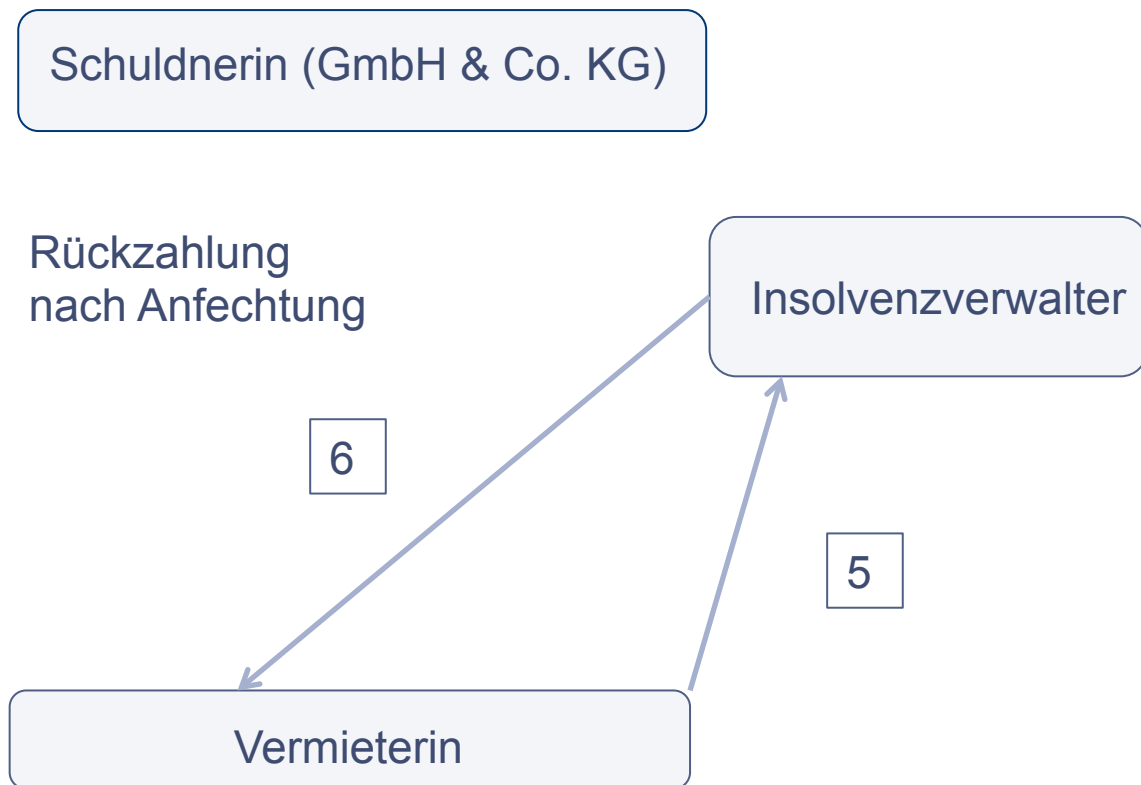 Schuldnerin (GmbH & Co. KG)
Rückzahlung
nach Anfechtung
Insolvenzverwalter
6
5
Vermieterin